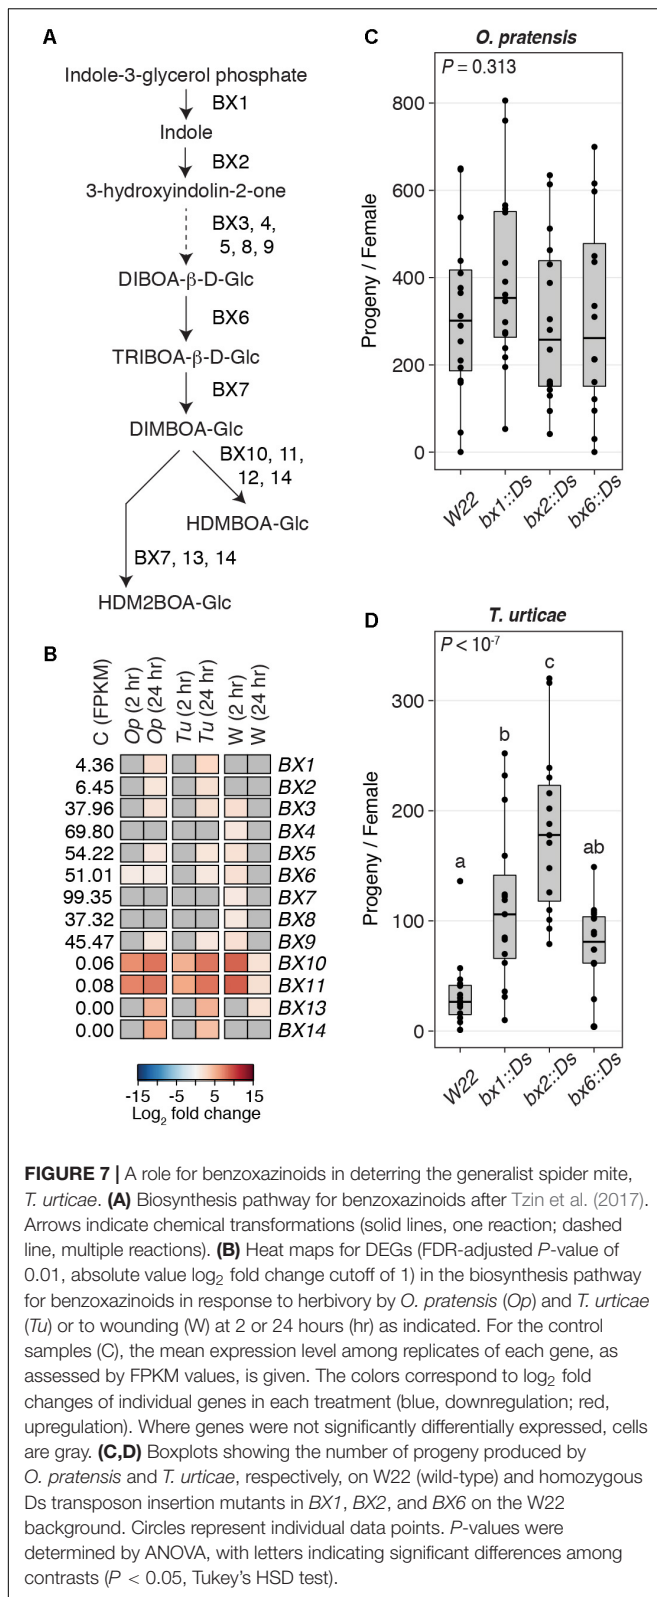 A
Indole-3-glycerol phosphate
BX1
Indole
BX2
3-hydroxyindolin-2-one
BX3, 4,
5, 8, 9
DIBOA-β-D-Glc
BX6
TRIBOA-β-D-Glc
BX7
DIMBOA-Glc
BX10, 11,
12, 14
HDMBOA-Glc
BX7, 13, 14
HDM2BOA-Glc
B
C (FPKM)
Op (2 hr)
Op (24 hr)
Tu (2 hr)
Tu (24 hr)
W (2 hr)
W (24 hr)
4.36 BX1
6.45 BX2
37.96 BX3
69.80 BX4
54.22 BX5
51.01 BX6
99.35 BX7
37.32 BX8
45.47 BX9
0.06 BX10
0.08 BX11
0.00 BX13
0.00 BX14
-15 -5 5 15
Log2 fold change
C
O. pratensis
P = 0.313
Progeny / Female
800
600
400
200
0
W22
bx1::Ds
bx2::Ds
bx6::Ds
D
T. urticae
P < 10-7
Progeny / Female
300
200
100
0
a
b
c
ab
W22
bx1::Ds
bx2::Ds
bx6::Ds
FIGURE 7 | A role for benzoxazinoids in deterring the generalist spider mite,
T. urticae. (A) Biosynthesis pathway for benzoxazinoids after Tzin et al. (2017).
Arrows indicate chemical transformations (solid lines, one reaction; dashed
line, multiple reactions). (B) Heat maps for DEGs (FDR-adjusted P-value of
0.01, absolute value log2 fold change cutoff of 1) in the biosynthesis pathway
for benzoxazinoids in response to herbivory by O. pratensis (Op) and T. urticae
(Tu) or to wounding (W) at 2 or 24 hours (hr) as indicated. For the control
samples (C), the mean expression level among replicates of each gene, as
assessed by FPKM values, is given. The colors correspond to log2 fold
changes of individual genes in each treatment (blue, downregulation; red,
upregulation). Where genes were not significantly differentially expressed, cells
are gray. (C,D) Boxplots showing the number of progeny produced by
O. pratensis and T. urticae, respectively, on W22 (wild-type) and homozygous
Ds transposon insertion mutants in BX1, BX2, and BX6 on the W22
background. Circles represent individual data points. P-values were
determined by ANOVA, with letters indicating significant differences among
contrasts (P < 0.05, Tukey's HSD test).